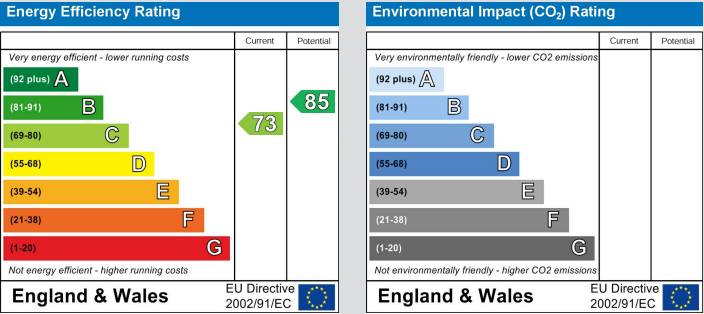 Energy Efficiency Rating
Current Potential
Very energy efficient - lower running costs
(92 plus) A
(81-91) B
(69-80) C
(55-68) D
(39-54) E
(21-38) F
(1-20) G
73
85
Not energy efficient - higher running costs
England & Wales
EU Directive
2002/91/EC
Environmental Impact (CO₂) Rating
Current Potential
Very environmentally friendly - lower CO2 emissions
(92 plus) A
(81-91) B
(69-80) C
(55-68) D
(39-54) E
(21-38) F
(1-20) G
Not environmentally friendly - higher CO2 emissions
England & Wales
EU Directive
2002/91/EC